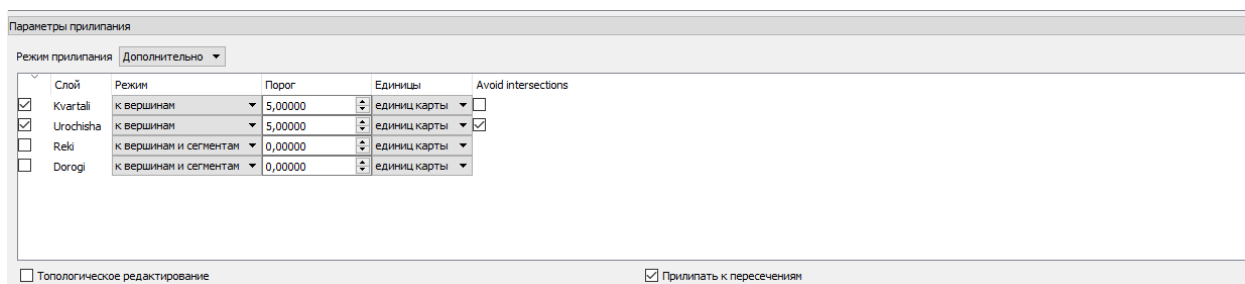 Параметры прилипания
Режим прилипания Дополнительно
Слой Режим Порог Единицы Avoid intersections
Kvartali к вершинам 5,00000 единиц карты
Urochisha к вершинам 5,00000 единиц карты
Reki к вершинам и сегментам 0,00000 единиц карты
Dorogi к вершинам и сегментам 0,00000 единиц карты
Топологическое редактирование Прилипать к пересечениям